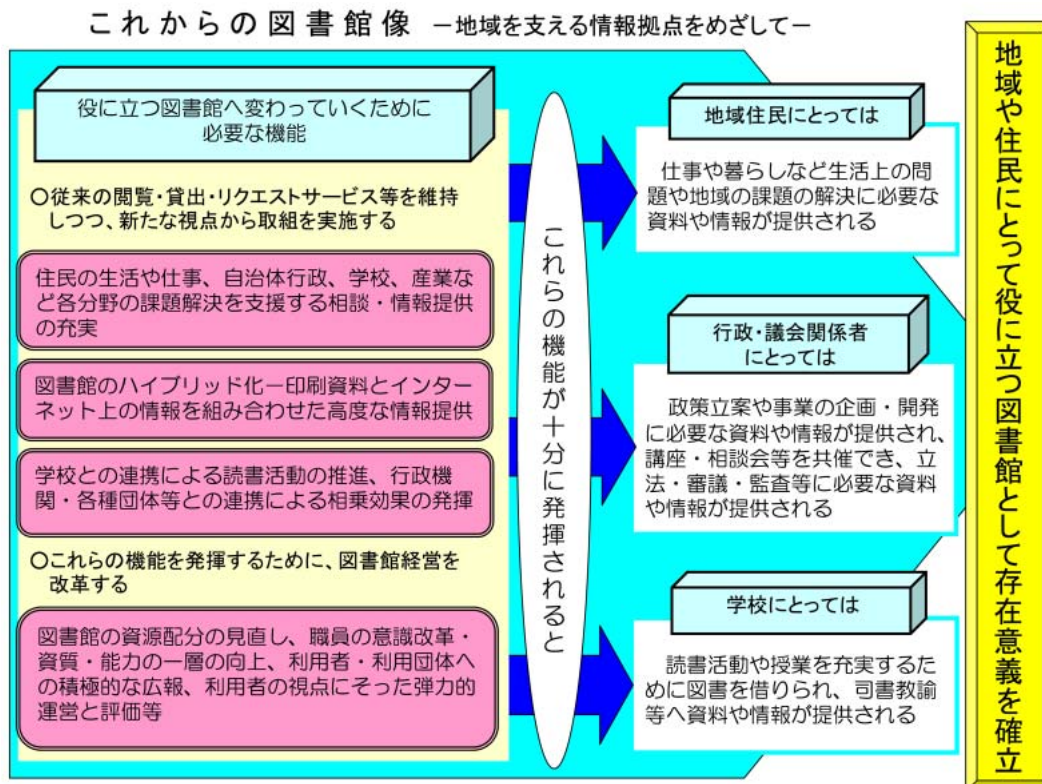 これからの図書館像 －地域を支える情報拠点をめざして－
役に立つ図書館へ変わっていくために
必要な機能
○従来の閲覧・貸出・リクエストサービス等を維持
しつつ、新たな視点から取組を実施する
住民の生活や仕事、自治体行政、学校、産業な
ど各分野の課題解決を支援する相談・情報提供
の充実
図書館のハイブリッド化－印刷資料とインター
ネット上の情報を組み合わせた高度な情報提供
学校との連携による読書活動の推進、行政機
関・各種団体等との連携による相乗効果の発揮
○これらの機能を発揮するために、図書館経営を
改革する
図書館の資源配分の見直し、職員の意識改革・
資質・能力の一層の向上、利用者・利用団体へ
の積極的な広報、利用者の視点にそった弾力的
運営と評価等
これらの機能が十分に発揮されると
地域住民にとっては
仕事や暮らしなど生活上の問
題や地域の課題の解決に必要な
資料や情報が提供される
行政・議会関係者
にとっては
政策立案や事業の企画・開発
に必要な資料や情報が提供され、
講座・相談会等を共催でき、立
法・審議・監査等に必要な資料
や情報が提供される
学校にとっては
読書活動や授業を充実するた
めに図書を借りられ、司書教諭
等へ資料や情報が提供される
地域や住民にとって役に立つ図書館として存在意義を確立